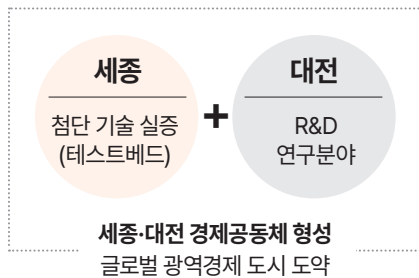 세종
첨단 기술 실증
(테스트베드)
+
대전
R&D
연구분야
세종·대전 경제공동체 형성
글로벌 광역경제 도시 도약